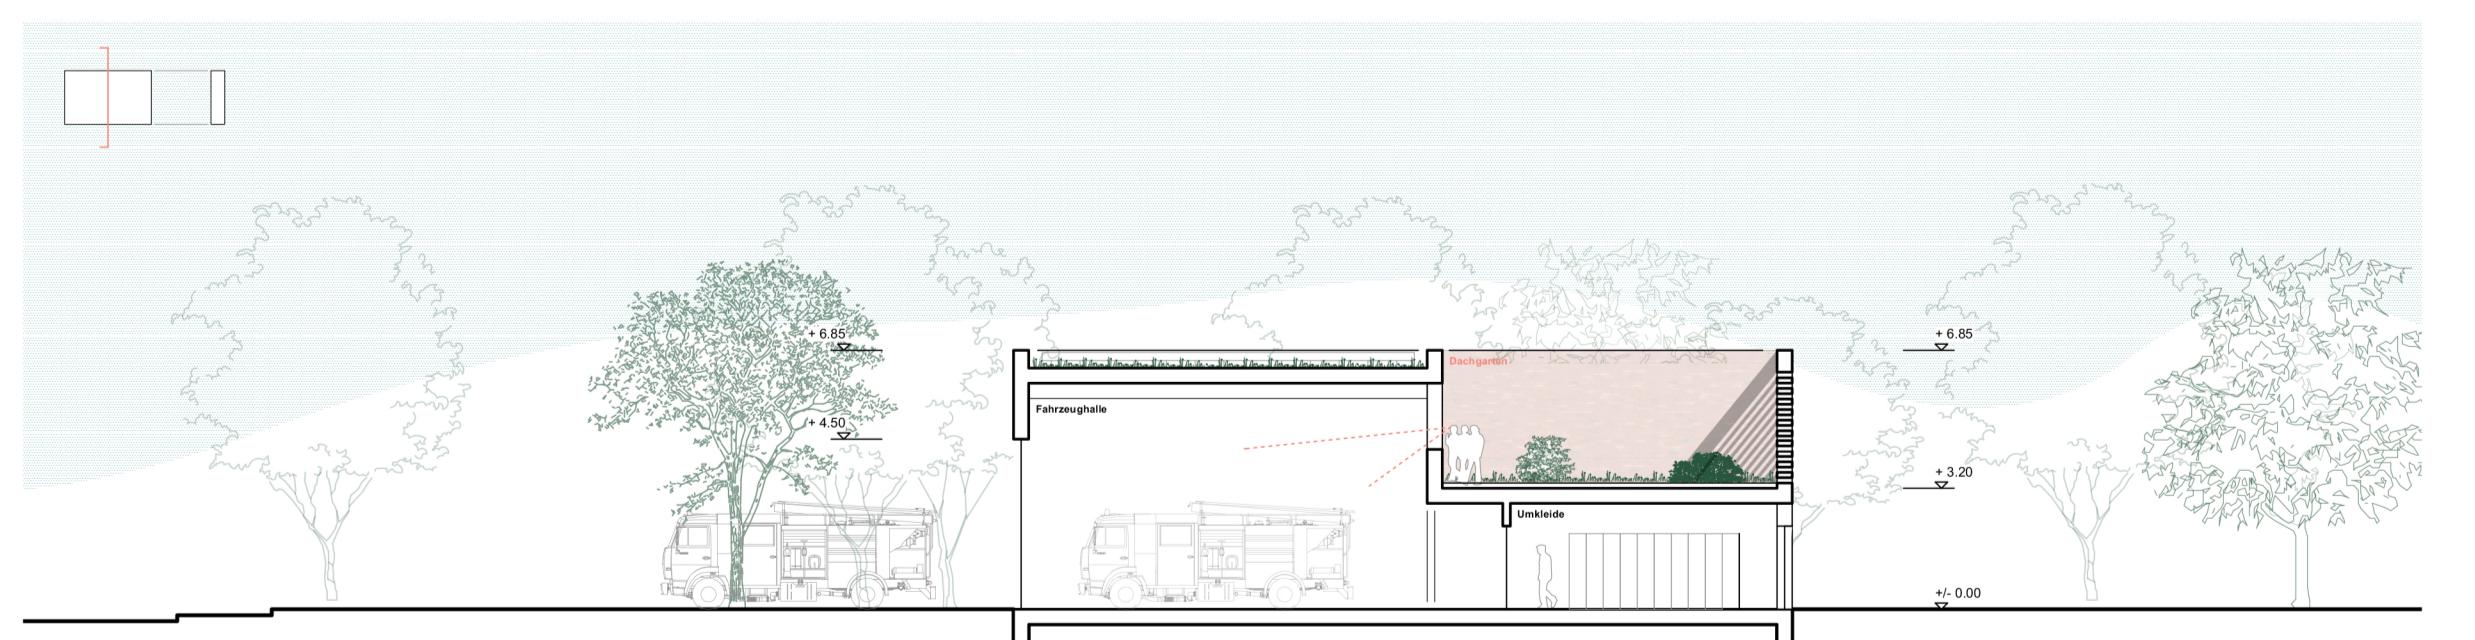 + 6.85
+ 6.85
Dachgarten
Fahrzeughalle
+ 4.50
+ 3.20
Umkleide
+/- 0.00